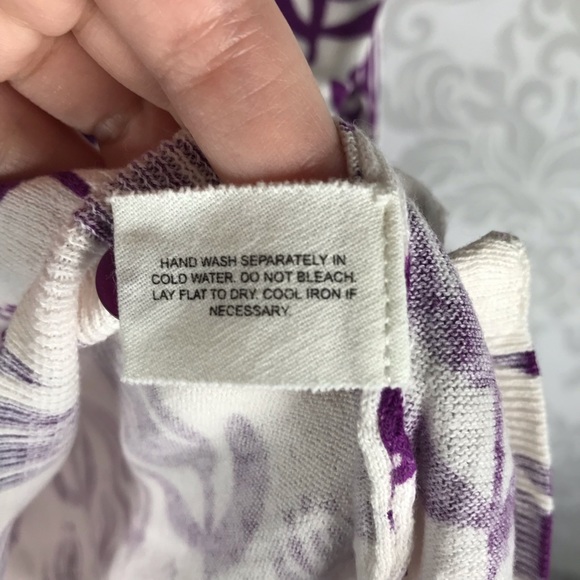 HAND WASH SEPARATELY IN
COLD WATER. DO NOT BLEACH.
LAY FLAT TO DRY. COOL IRON IF
NECESSARY.